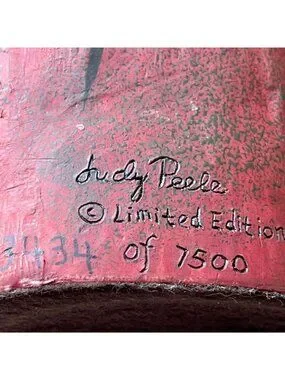 Judy Peele
© Limited Edition
3434 of 7500